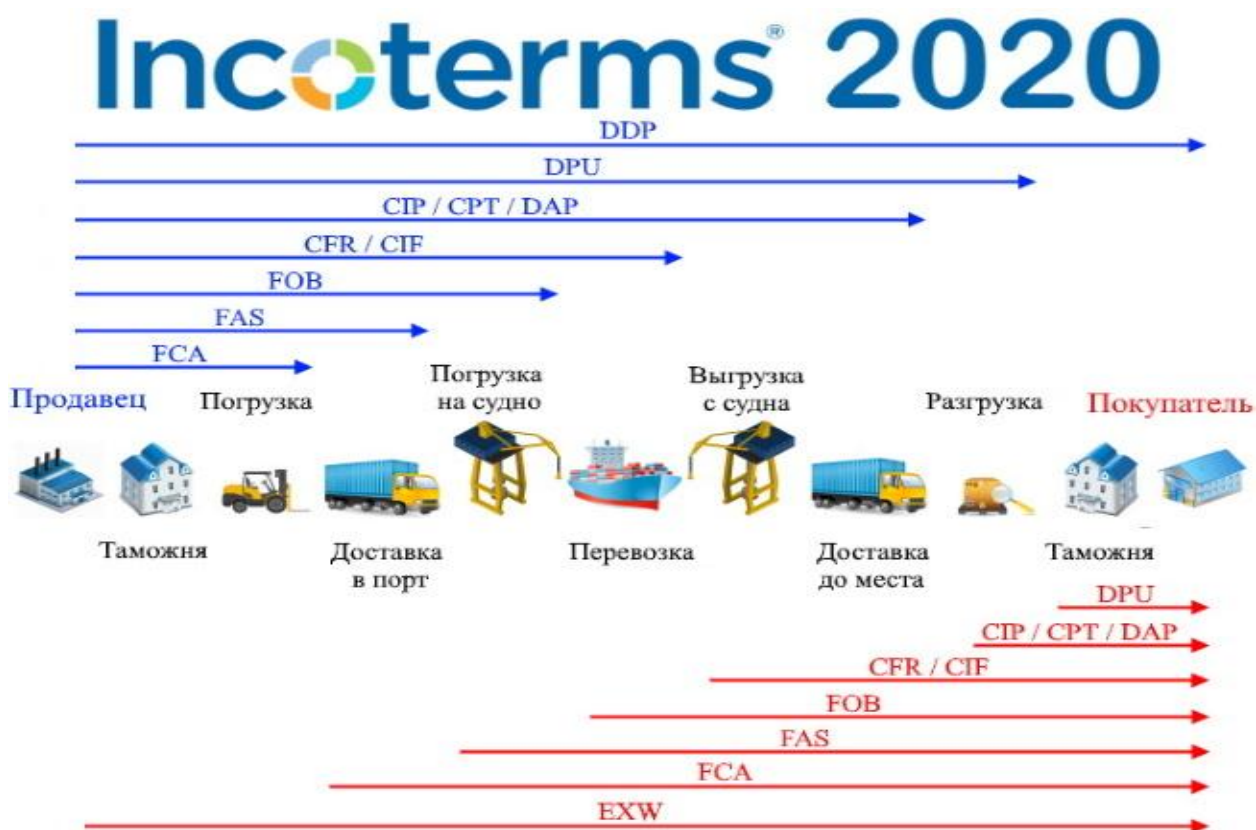 Incoterms® 2020
DDP
DPU
CIP / CPT / DAP
CFR / CIF
FOB
FAS
FCA
Продавец
Погрузка
Погрузка
на судно
Выгрузка
с судна
Разгрузка
Покупатель
Таможня
Доставка
в порт
Перевозка
Доставка
до места
Таможня
DPU
CIP / CPT / DAP
CFR / CIF
FOB
FAS
FCA
EXW